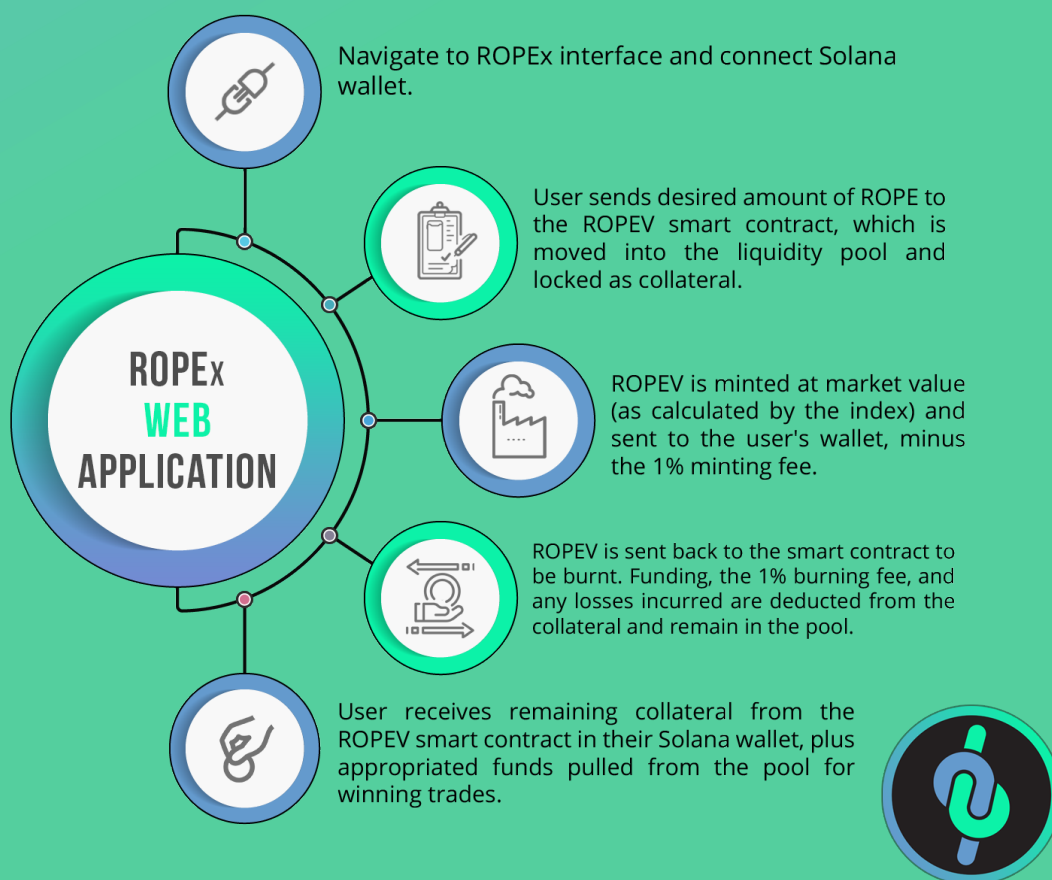 Navigate to ROPEx interface and connect Solana
wallet.
User sends desired amount of ROPE to
the ROPEV smart contract, which is
moved into the liquidity pool and
locked as collateral.
ROPEx
WEB
APPLICATION
ROPEV is minted at market value
(as calculated by the index) and
sent to the user's wallet, minus
the 1% minting fee.
ROPEV is sent back to the smart contract to
be burnt. Funding, the 1% burning fee, and
any losses incurred are deducted from the
collateral and remain in the pool.
User receives remaining collateral from the
ROPEV smart contract in their Solana wallet, plus
appropriated funds pulled from the pool for
winning trades.